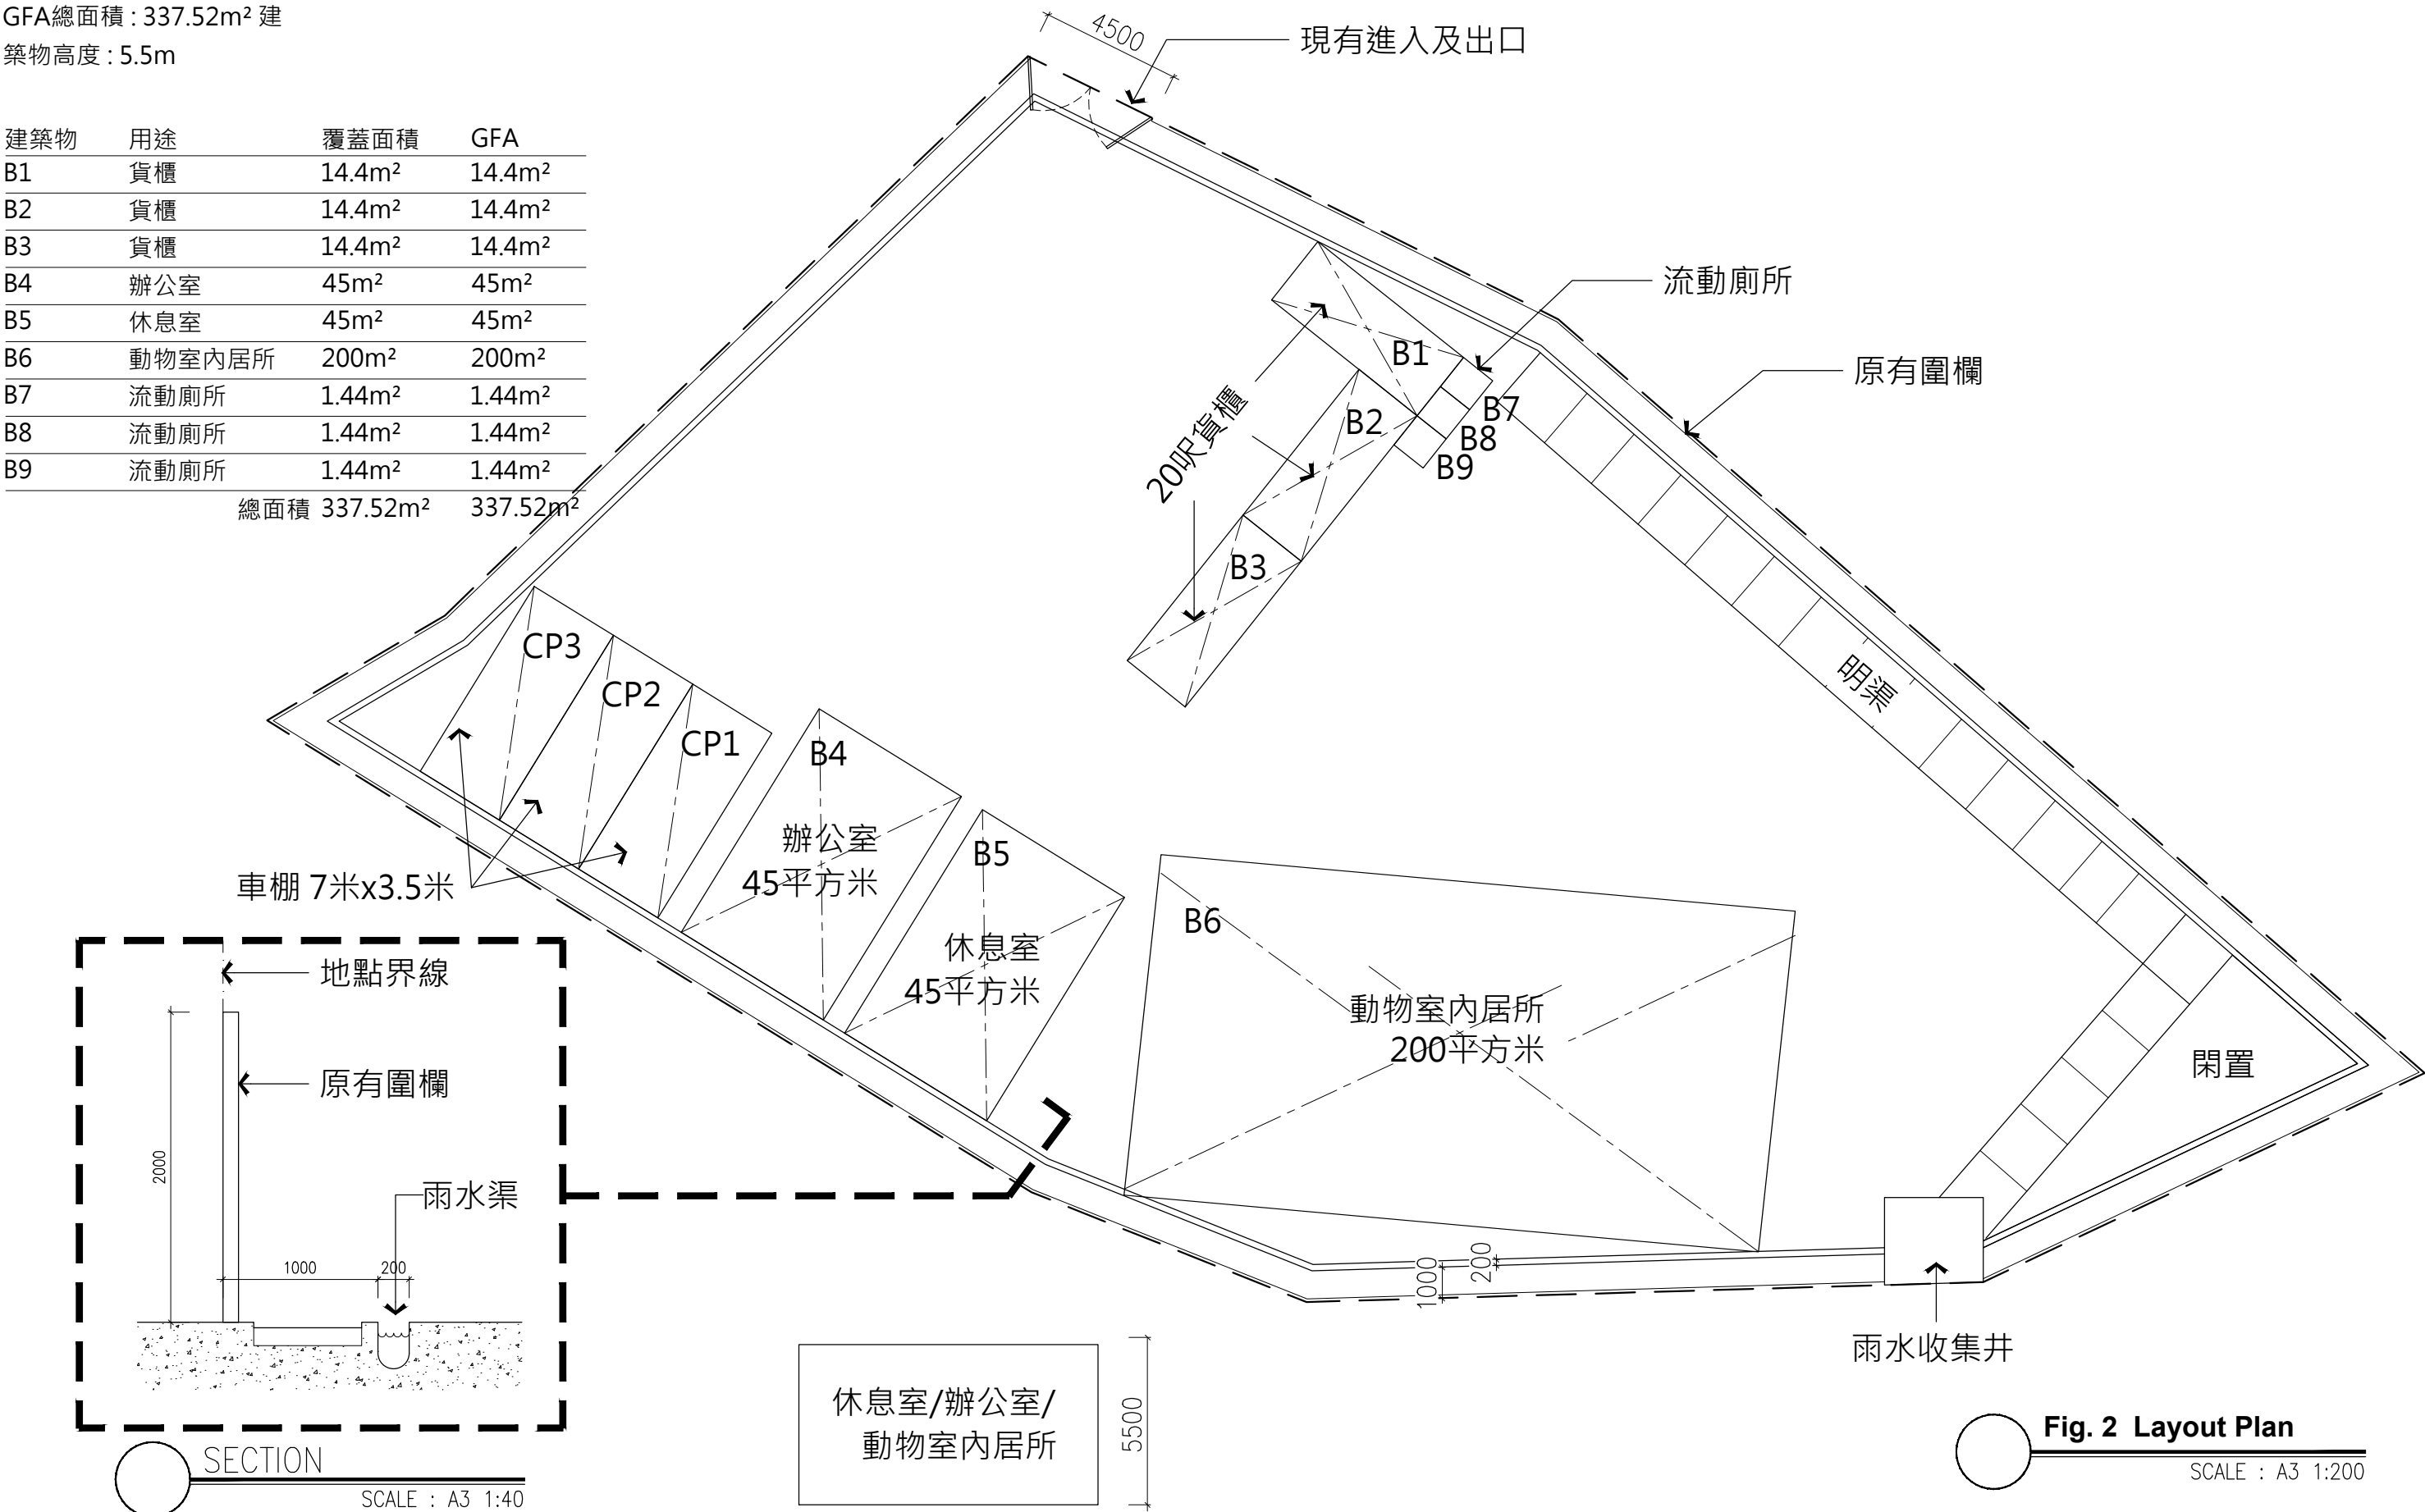 GFA總面積 : 337.52m² 建
築物高度 : 5.5m
建築物 用途 覆蓋面積 GFA
B1 貨櫃 14.4m² 14.4m²
B2 貨櫃 14.4m² 14.4m²
B3 貨櫃 14.4m² 14.4m²
B4 辦公室 45m² 45m²
B5 休息室 45m² 45m²
B6 動物室內居所 200m² 200m²
B7 流動廁所 1.44m² 1.44m²
B8 流動廁所 1.44m² 1.44m²
B9 流動廁所 1.44m² 1.44m²
總面積 337.52m² 337.52m²
4500
現有進入及出口
流動廁所
原有圍欄
B1
B2
B3
B7
B8
B9
20呎貨櫃
明渠
CP3
CP2
CP1
車棚 7米x3.5米
B4
辦公室
45平方米
B5
休息室
45平方米
B6
動物室內居所
200平方米
閑置
1000
200
雨水收集井
地點界線
原有圍欄
2000
雨水渠
1000
200
SECTION
SCALE : A3 1:40
休息室/辦公室/
動物室內居所
5500
Fig. 2 Layout Plan
SCALE : A3 1:200